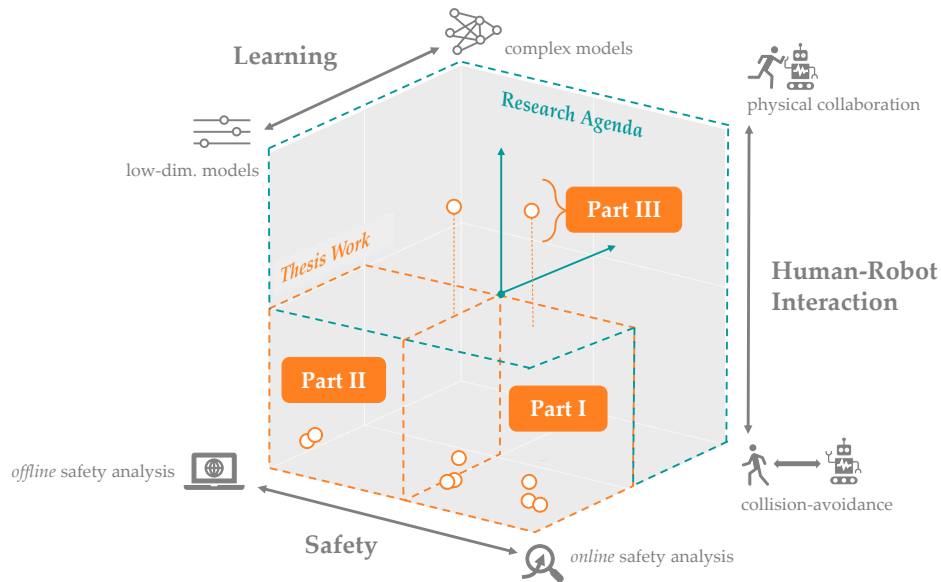 Learning
complex models
Research Agenda
physical collaboration
low-dim. models
Part III
Thesis Work
Human-Robot
Interaction
Part II
Part I
offline safety analysis
collision-avoidance
Safety
online safety analysis